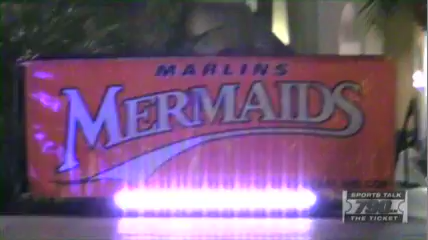 MARLINS
MERMAIDS
SPORTS TALK
790
THE TICKET